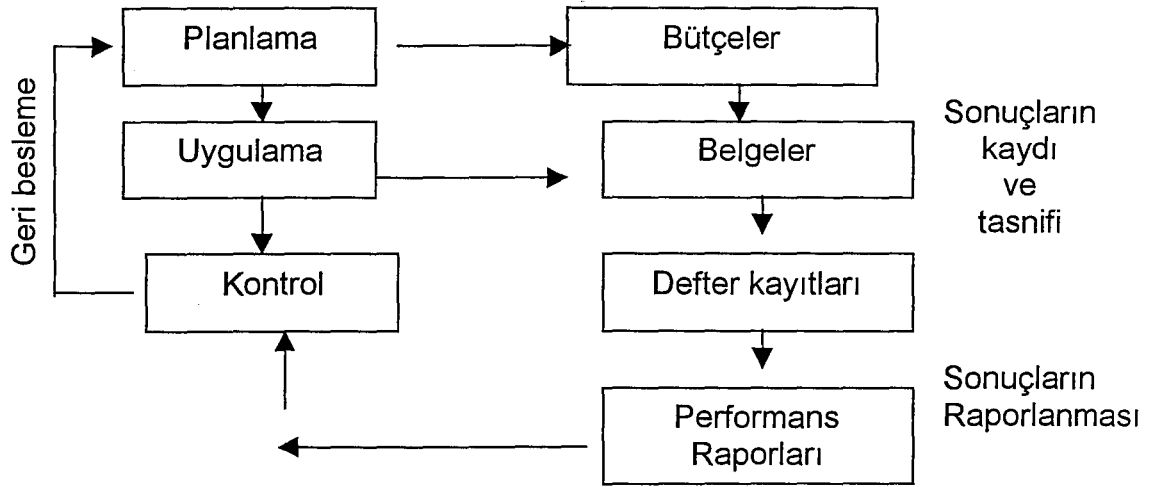 Planlama
Bütçeler
Geri besleme
Uygulama
Belgeler
Sonuçların
kaydı
ve
tasnifi
Kontrol
Defter kayıtları
Performans
Raporları
Sonuçların
Raporlanması